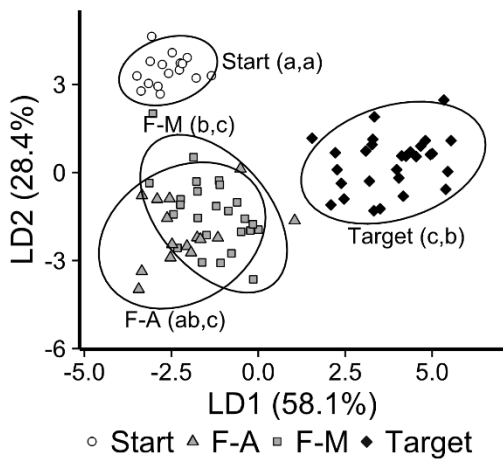 Start (a,a)
3
F-M (b,c)
0
LD2 (28.4%)
Target (c,b)
-3
F-A (ab,c)
-6
-5.0 -2.5 0.0 2.5 5.0
LD1 (58.1%)
Start F-A F-M Target